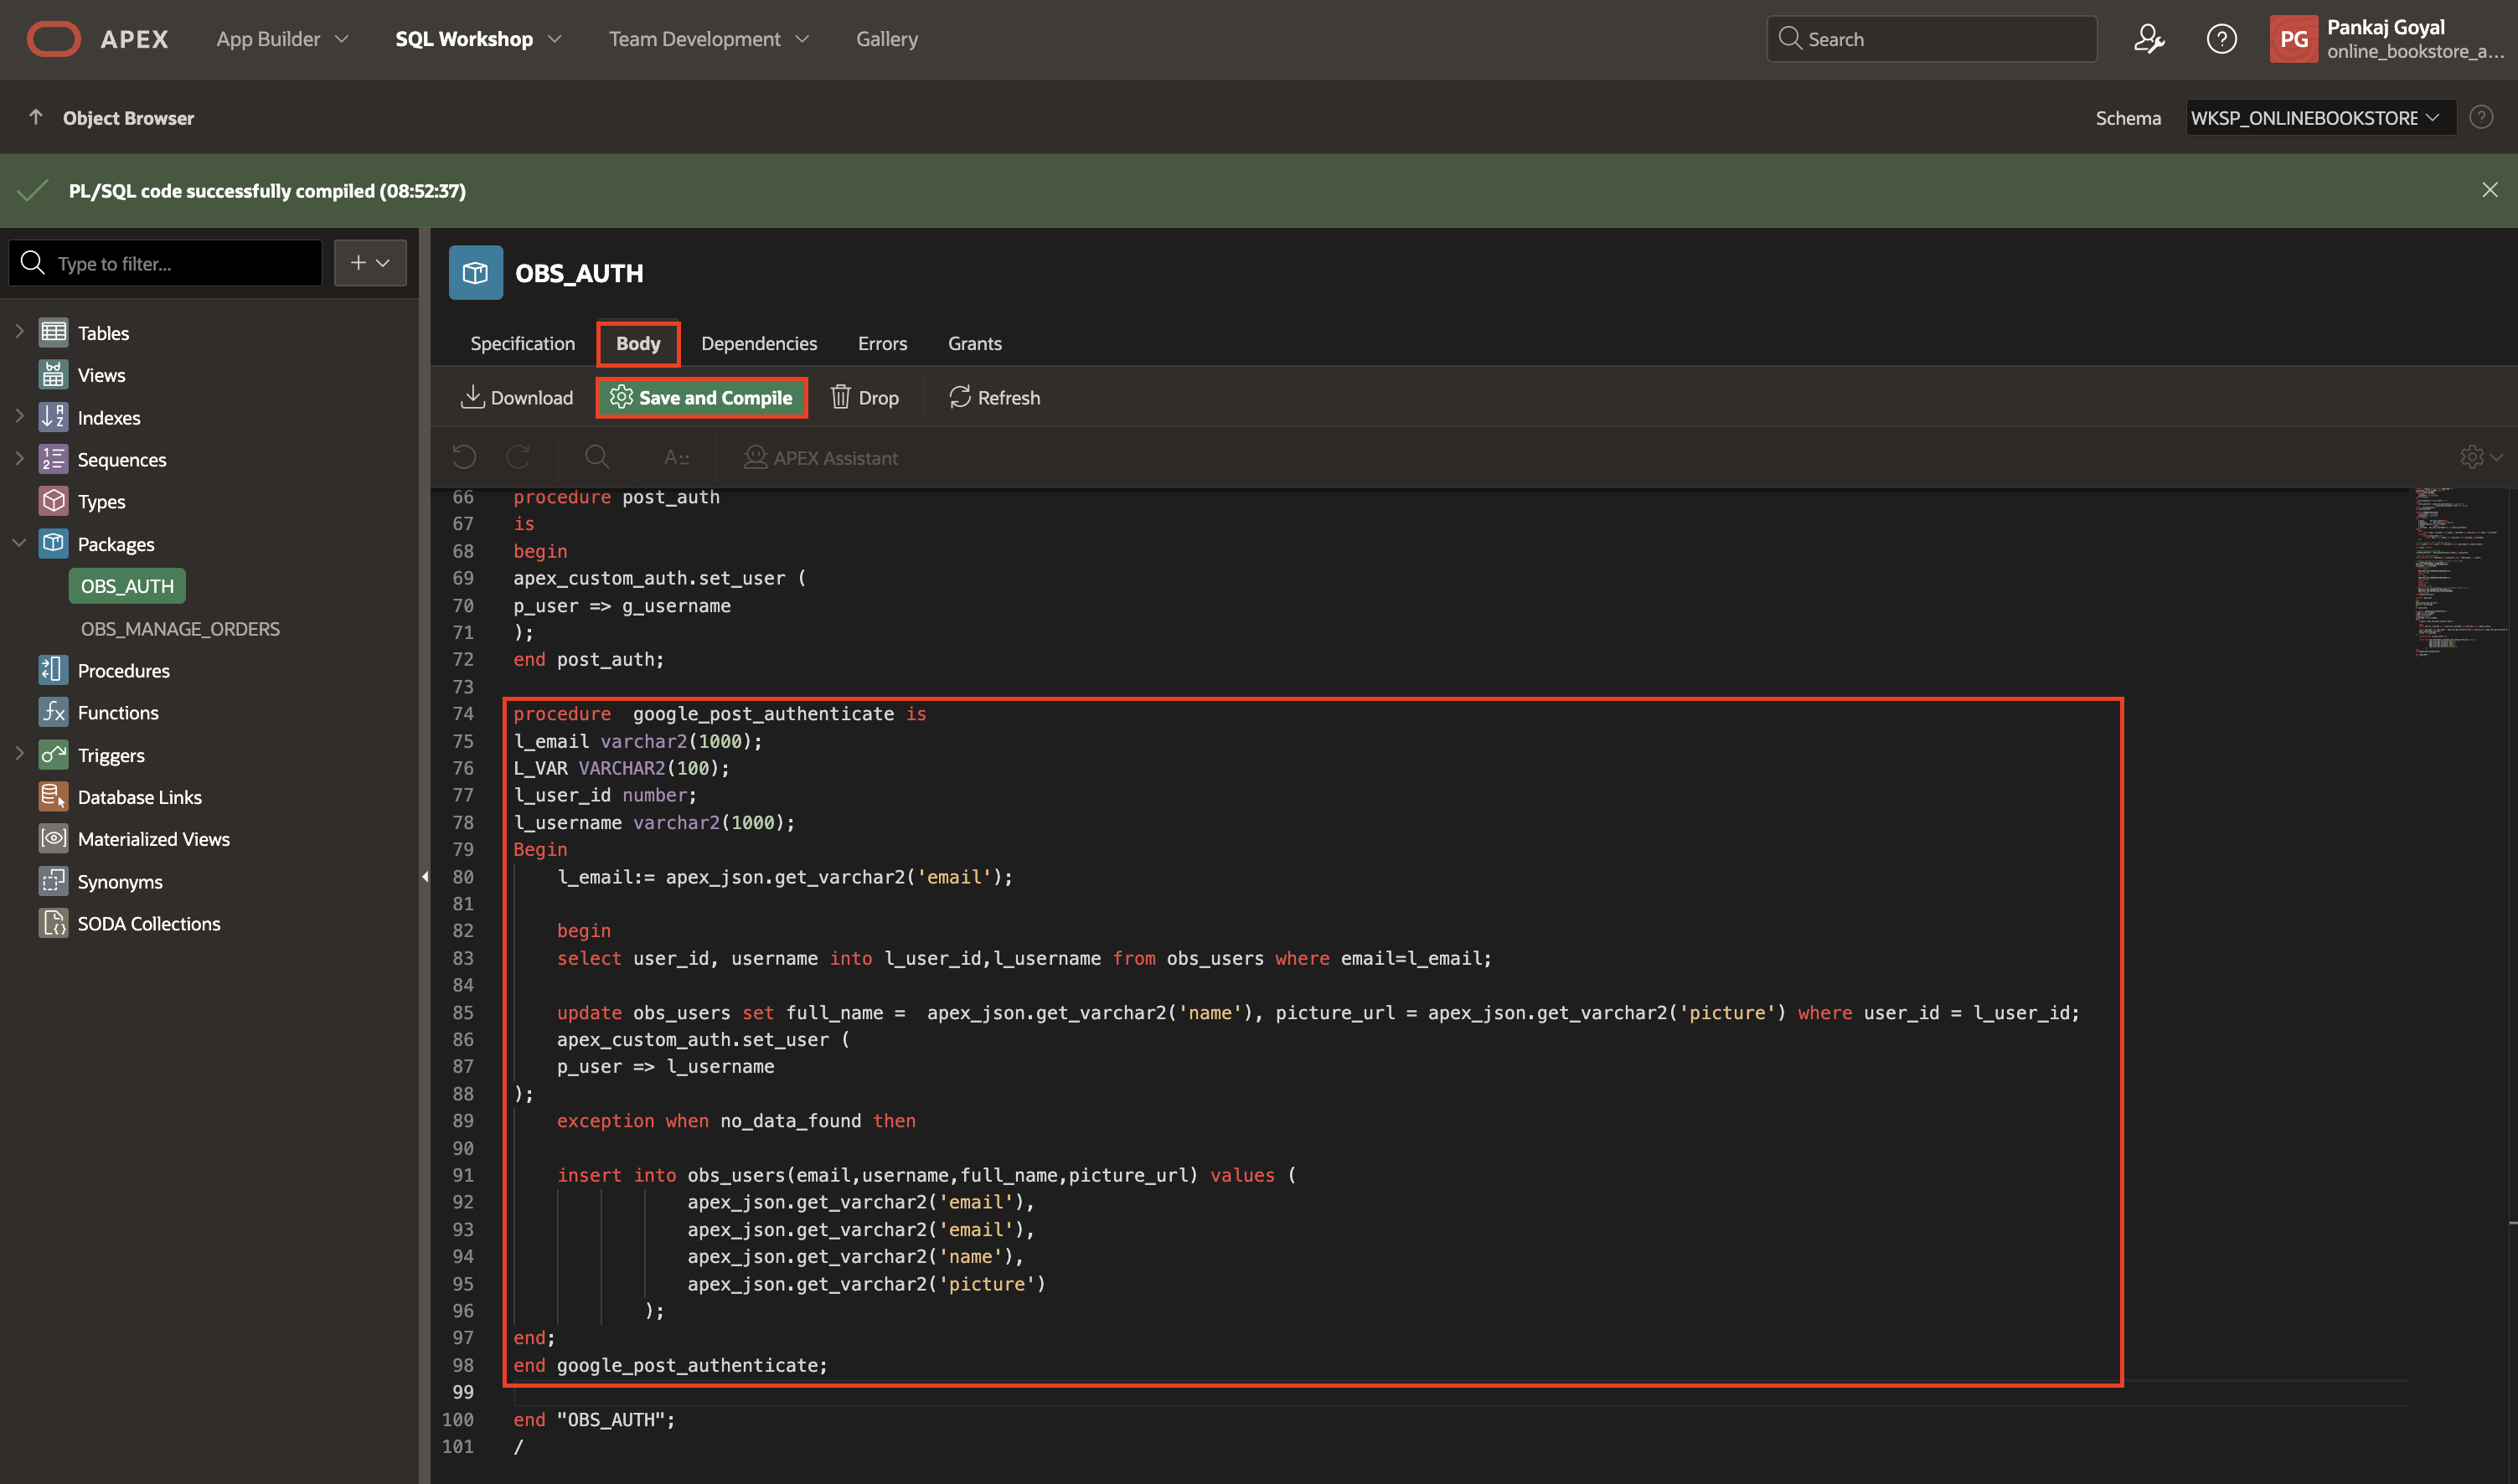 APEX App Builder SQL Workshop Team Development Gallery Search PG Pankaj Goyal
online_bookstore_a...
Object Browser Schema WKSP_ONLINEBOOKSTORE
PL/SQL code successfully compiled (08:52:37)
Type to filter...
Tables
Views
Indexes
Sequences
Types
Packages
OBS_AUTH
OBS_MANAGE_ORDERS
Procedures
Functions
Triggers
Database Links
Materialized Views
Synonyms
SODA Collections
OBS_AUTH
Specification Body Dependencies Errors Grants
Download Save and Compile Drop Refresh
A:: APEX Assistant
66 procedure post_auth
67 is
68 begin
69 apex_custom_auth.set_user (
70 p_user => g_username
71 );
72 end post_auth;
73
74 procedure  google_post_authenticate is
75 l_email varchar2(1000);
76 L_VAR VARCHAR2(100);
77 l_user_id number;
78 l_username varchar2(1000);
79 Begin
80 l_email:= apex_json.get_varchar2('email');
81
82 begin
83 select user_id, username into l_user_id,l_username from obs_users where email=l_email;
84
85 update obs_users set full_name =  apex_json.get_varchar2('name'), picture_url = apex_json.get_varchar2('picture') where user_id = l_user_id;
86 apex_custom_auth.set_user (
87 p_user => l_username
88 );
89 exception when no_data_found then
90
91 insert into obs_users(email,username,full_name,picture_url) values (
92 apex_json.get_varchar2('email'),
93 apex_json.get_varchar2('email'),
94 apex_json.get_varchar2('name'),
95 apex_json.get_varchar2('picture')
96 );
97 end;
98 end google_post_authenticate;
99
100 end "OBS_AUTH";
101 /